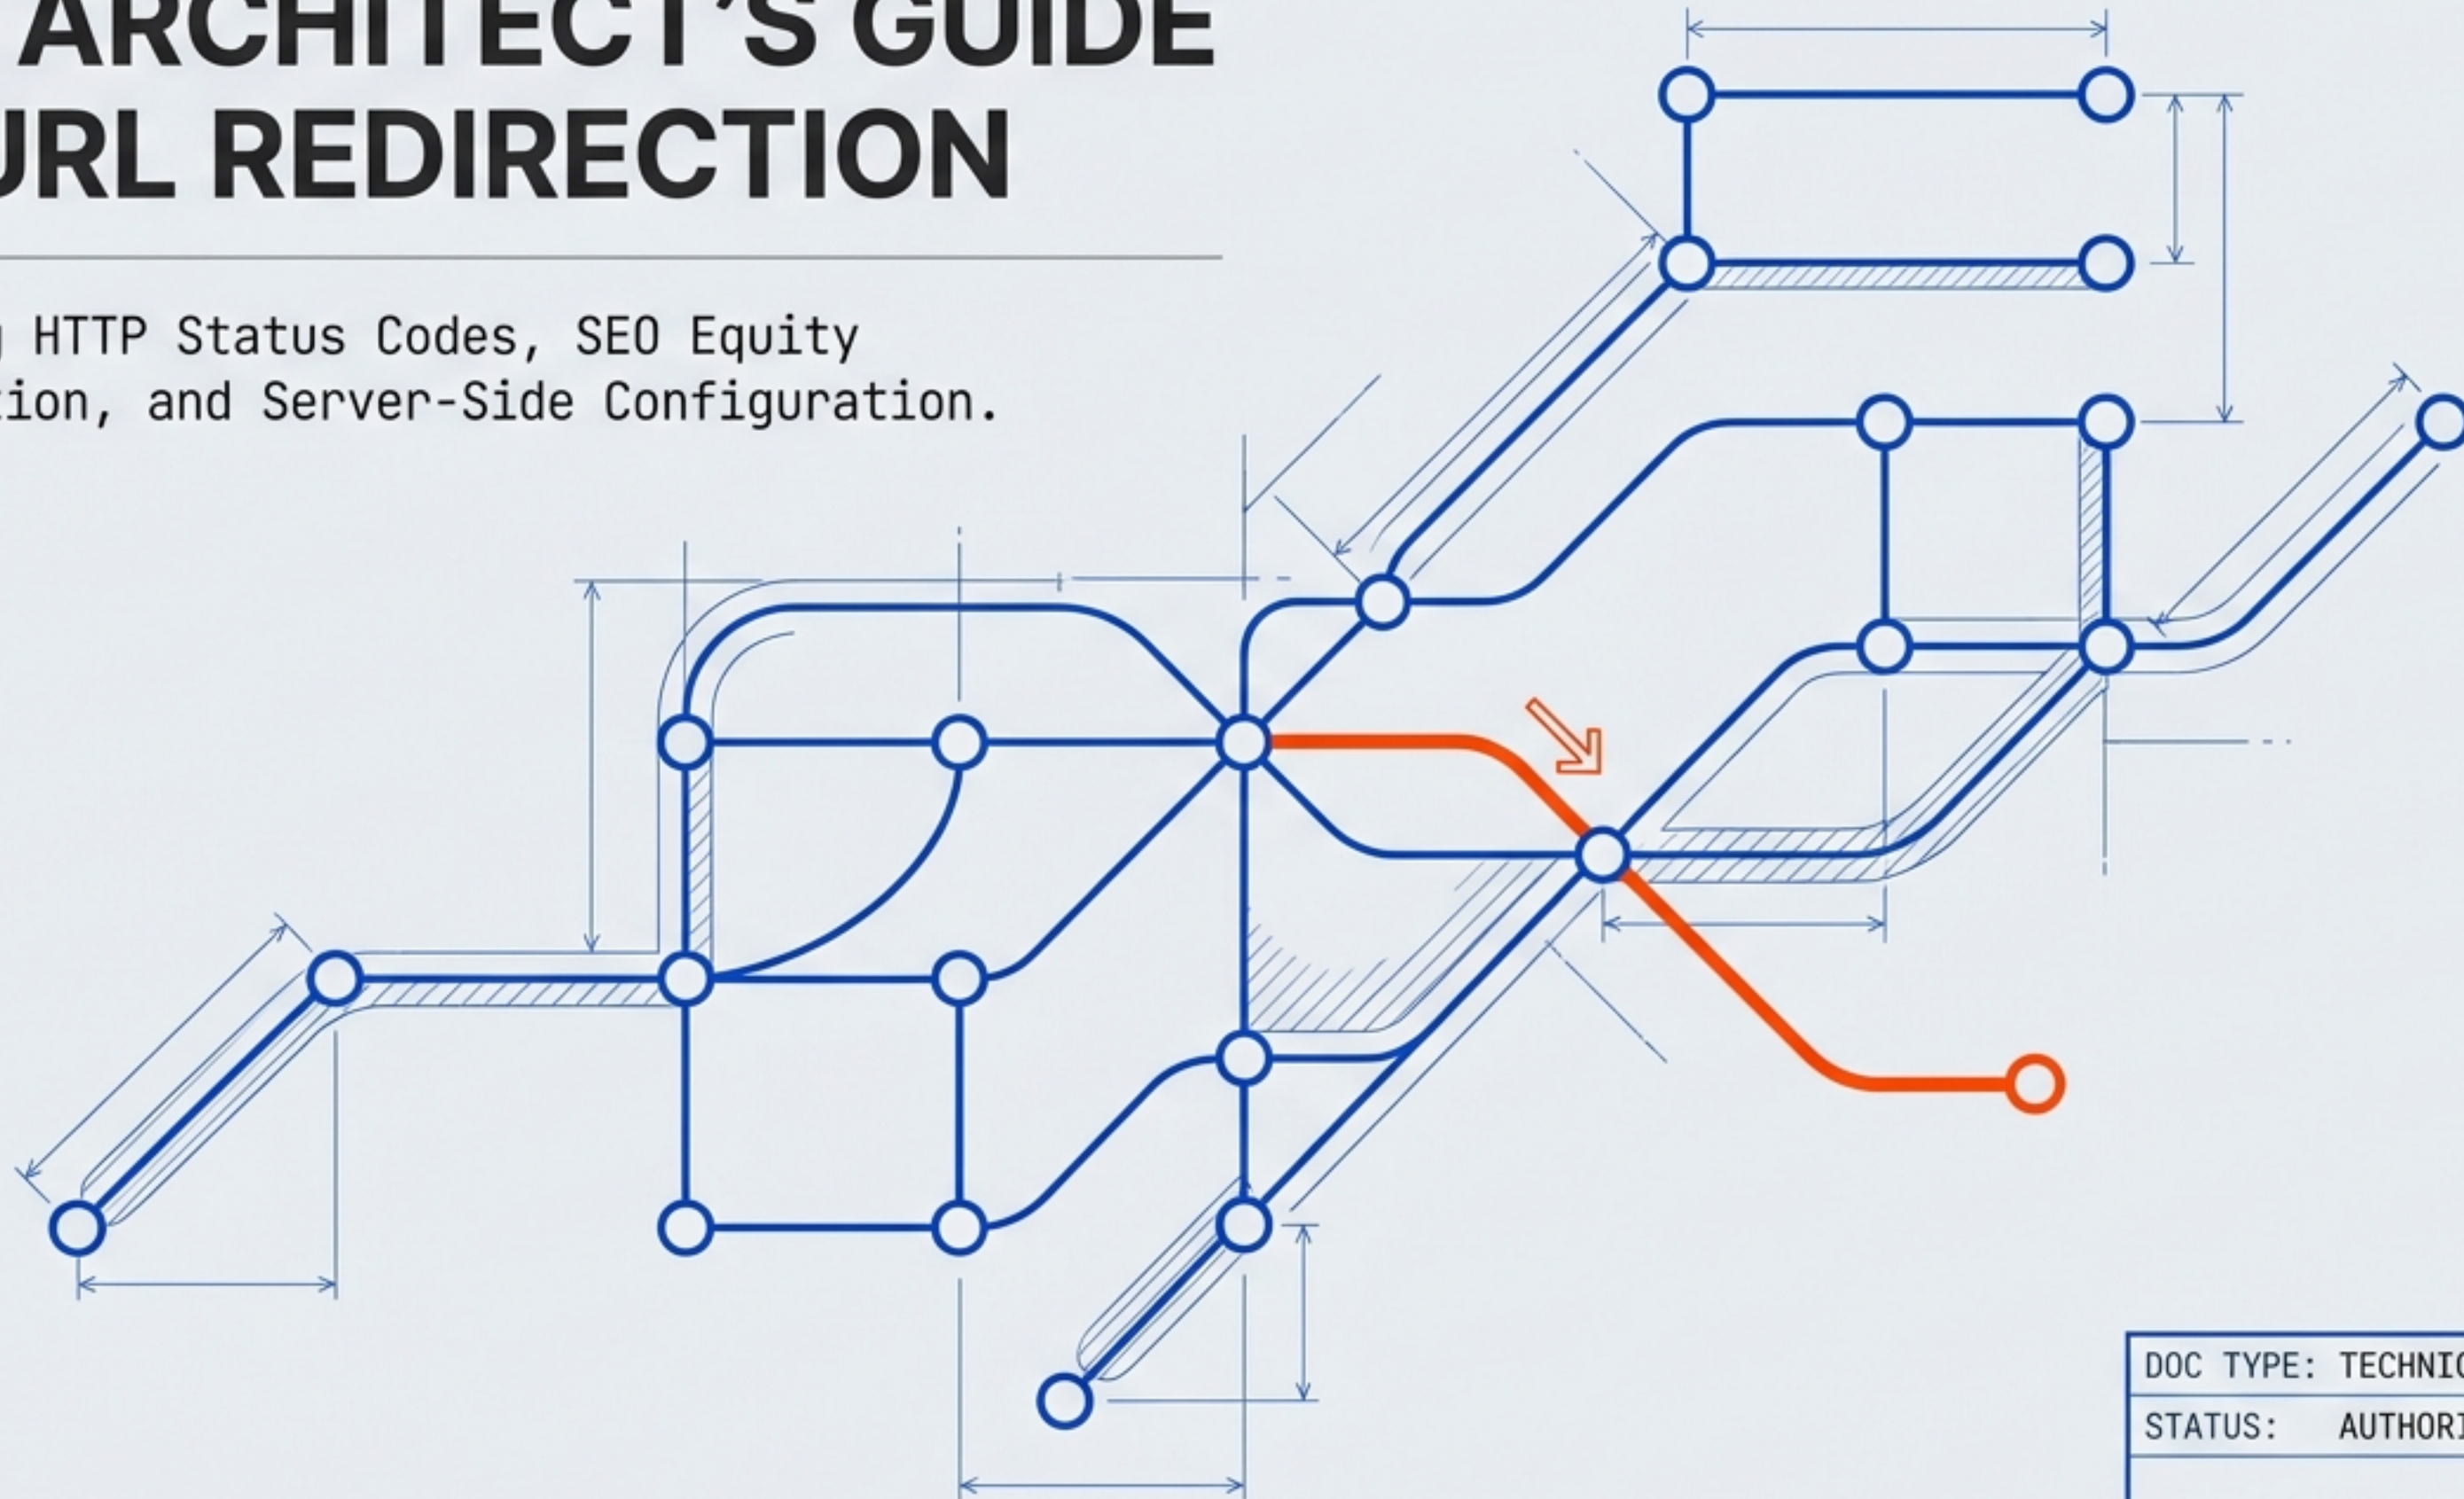 ARCHITECT'S GUIDE
URL REDIRECTION
HTTP Status Codes, SEO Equity
and Server-Side Configuration.
DOC TYPE:
STATUS: